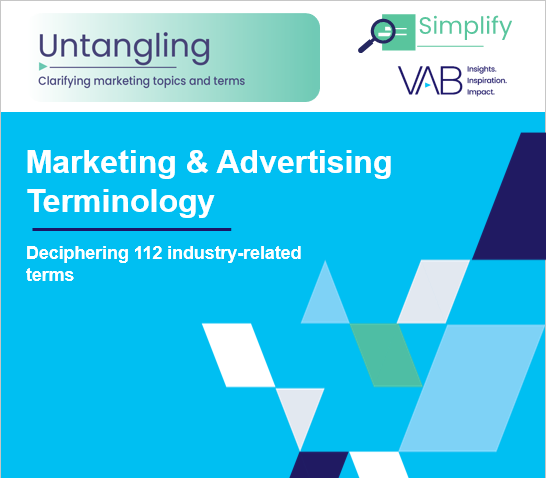 Untangling
Clarifying marketing topics and terms
Simplify
VAB
Insights.
Inspiration.
Impact.
Marketing & Advertising
Terminology
Deciphering 112 industry-related
terms